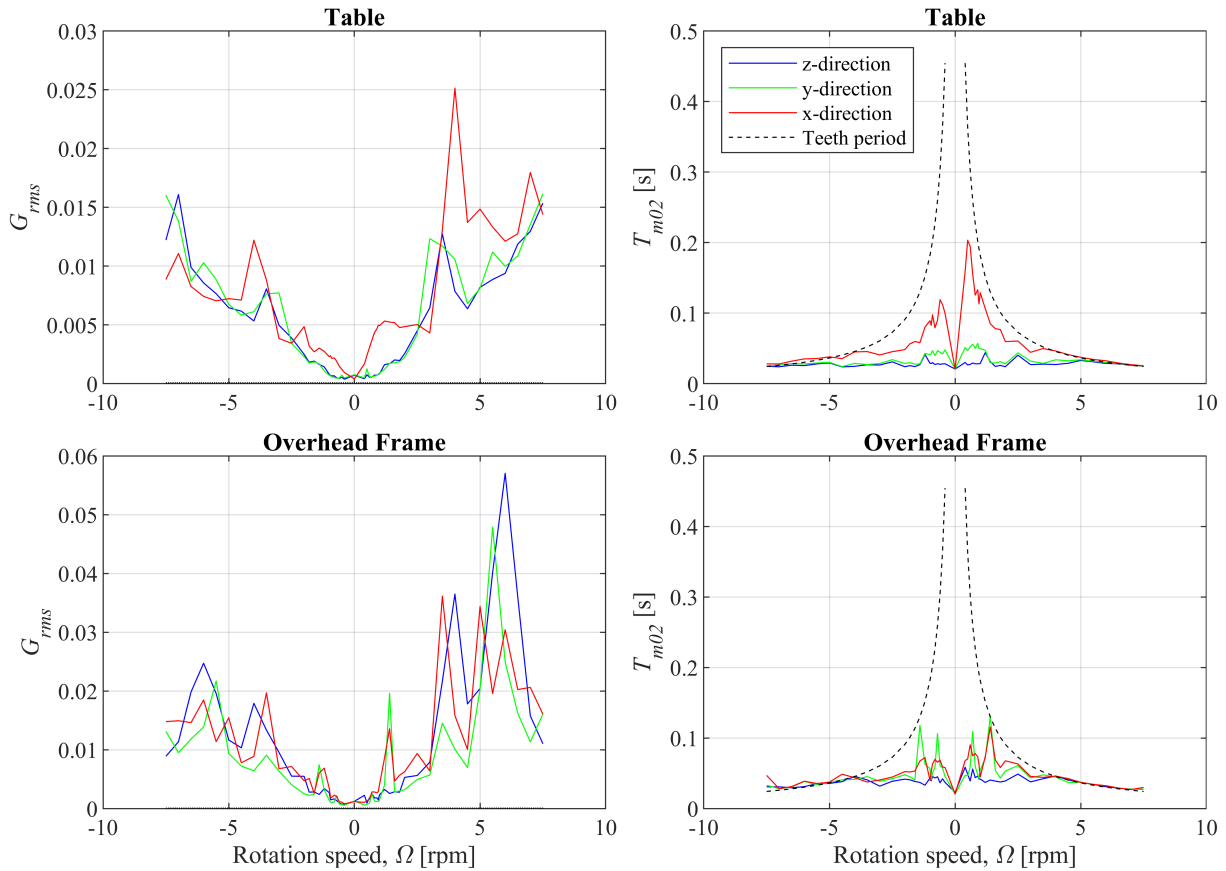 Table
0.03
0.025
0.02
0.015
0.01
0.005
0
G_rms
-10 -5 0 5 10
Table
0.5
0.4
0.3
0.2
0.1
0
T_m02 [s]
z-direction
y-direction
x-direction
Teeth period
-10 -5 0 5 10
Overhead Frame
0.06
0.05
0.04
0.03
0.02
0.01
0
G_rms
-10 -5 0 5 10
Rotation speed, Ω [rpm]
Overhead Frame
0.5
0.4
0.3
0.2
0.1
0
T_m02 [s]
-10 -5 0 5 10
Rotation speed, Ω [rpm]